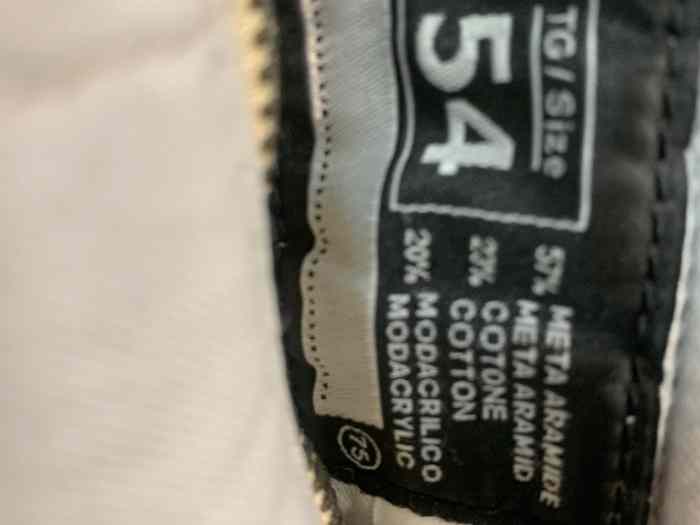 TG/Size
54
57% META ARAMIDE
META ARAMID
23% COTONE
COTTON
20% MODACRILICO
MODACRYLIC
75